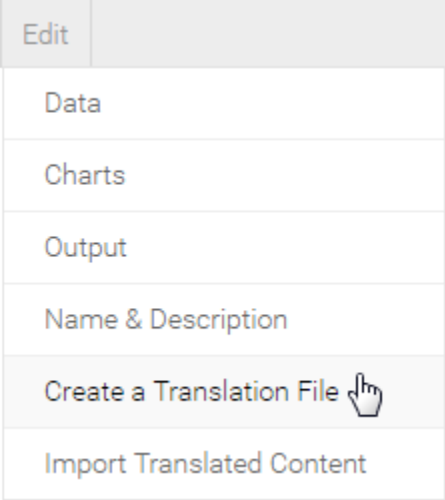 Edit
Data
Charts
Output
Name & Description
Create a Translation File
Import Translated Content